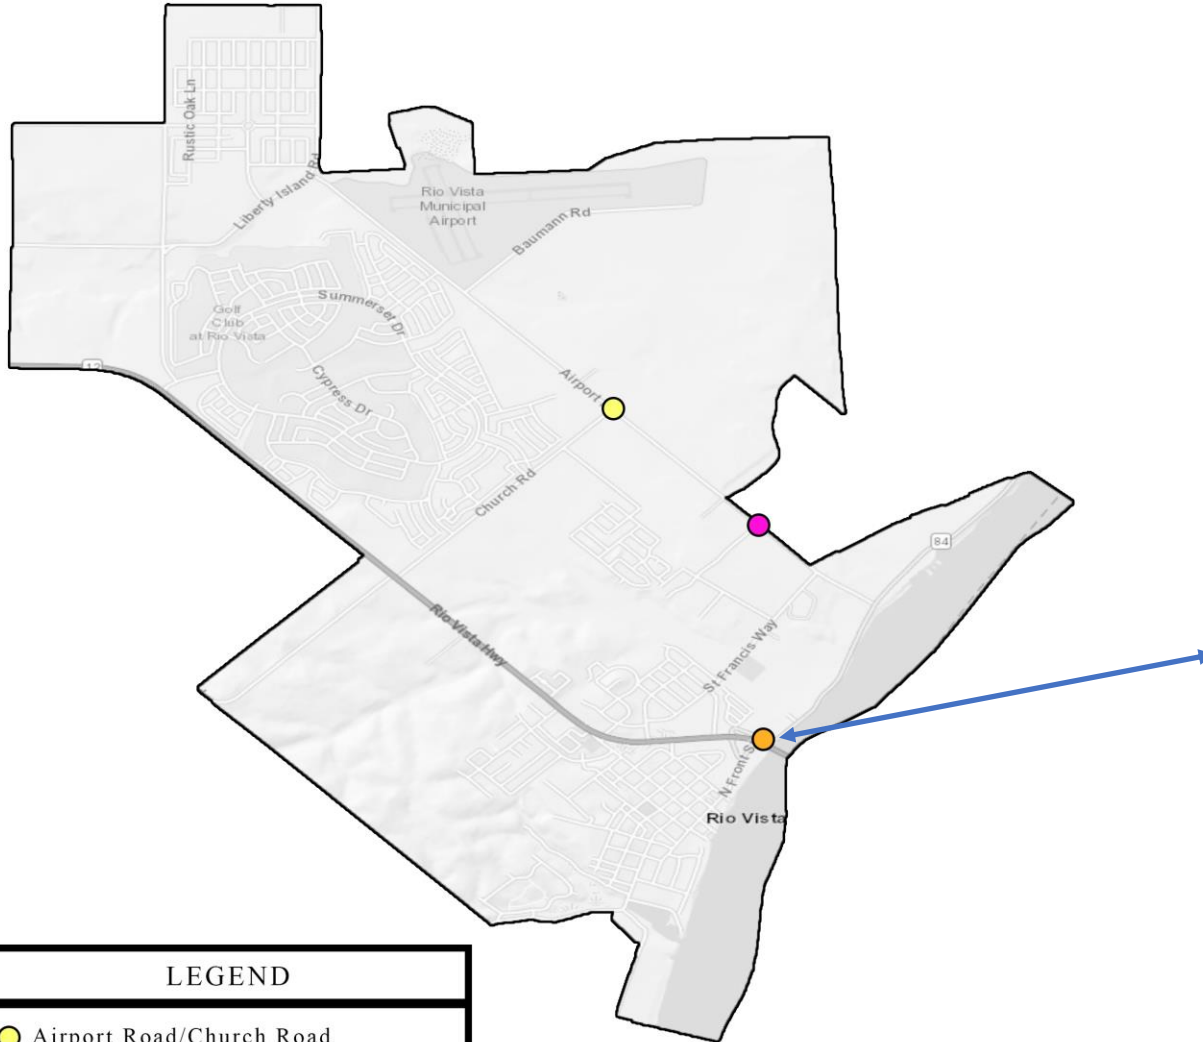 Rustic Oak Ln
Liberty Island Rd
Rio Vista
Municipal
Airport
Baumann Rd
Summerset Dr
Golf
Club
at Rio Vista
12
Cypress Dr
Airport
Church Rd
84
Rio Vista Hwy
St Francis Way
N Front S
Rio Vista
LEGEND
Airport Road/Church Road